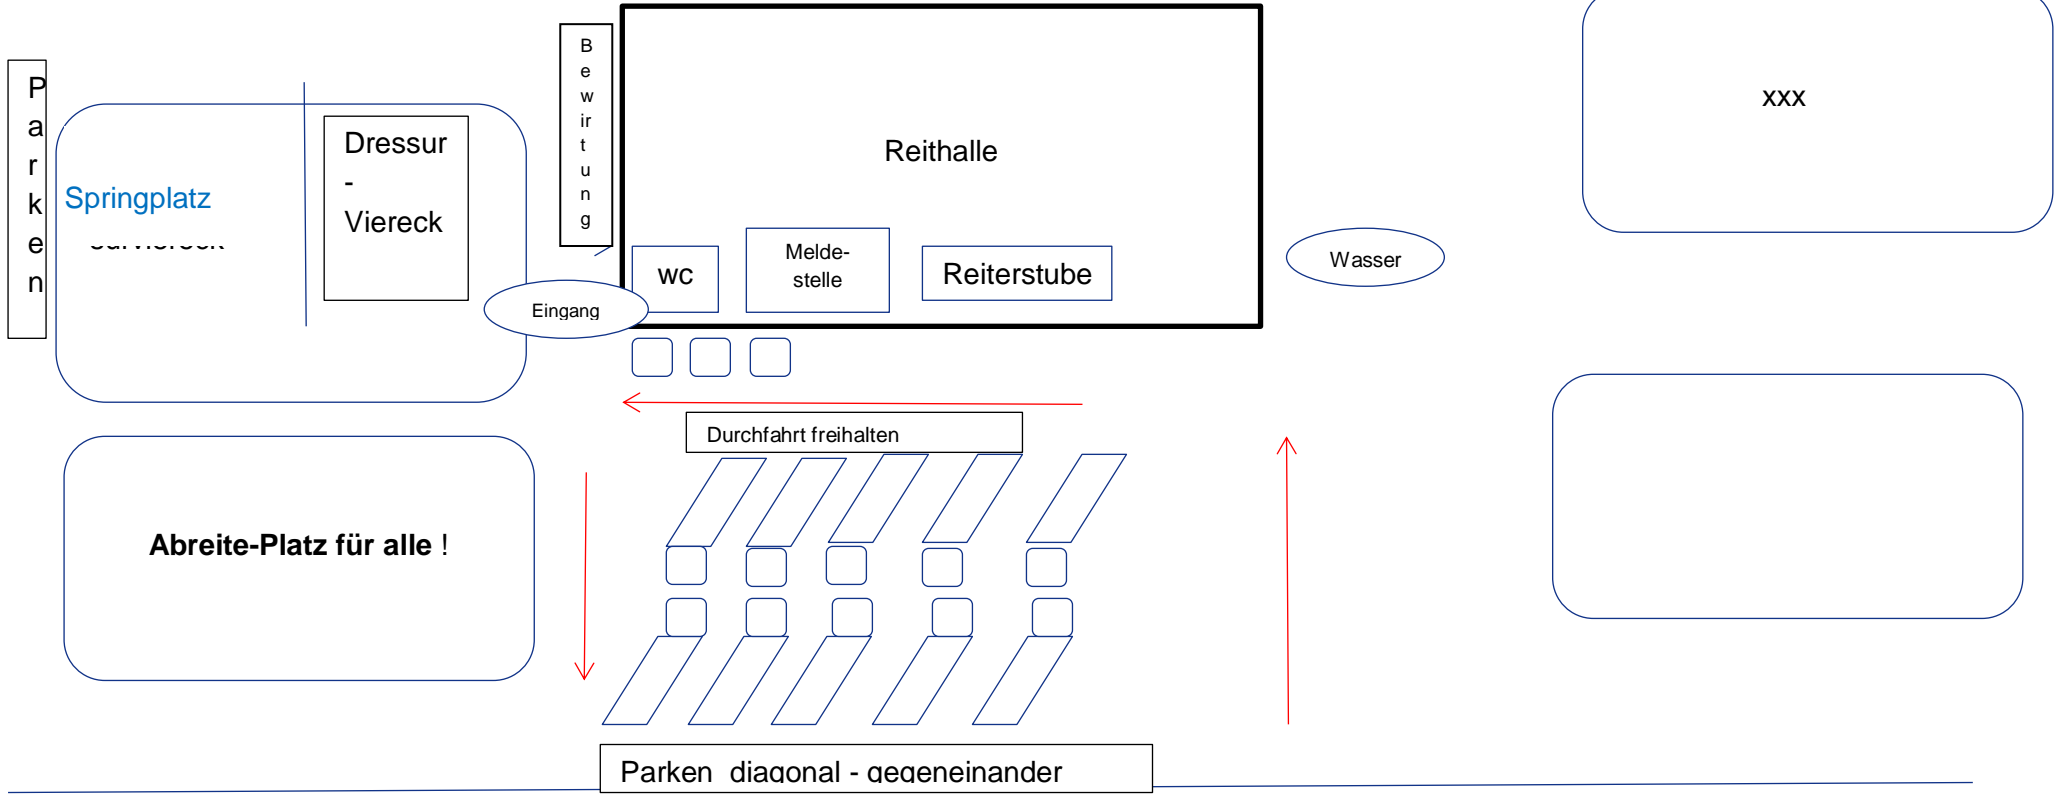 Parken
Springplatz
Dressur
-
Viereck
Bewirtung
Reithalle
wc
Melde-
stelle
Reiterstube
Eingang
Wasser
xxx
Durchfahrt freihalten
Abreite-Platz für alle !
Parken diagonal - gegeneinander